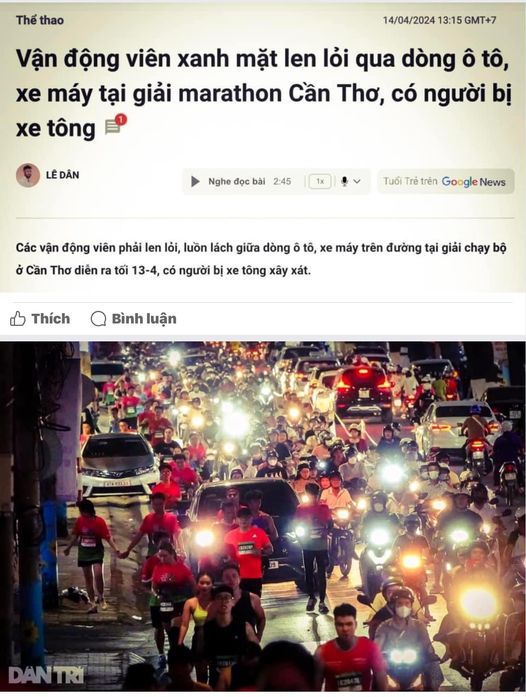 Thể thao
14/04/2024 13:15 GMT+7
Vận động viên xanh mặt len lỏi qua dòng ô tô,
xe máy tại giải marathon Cần Thơ, có người bị
xe tông
1
LÊ DÂN
Nghe đọc bài 2:45
1x
Tuổi Trẻ trên Google News
Các vận động viên phải len lỏi, luồn lách giữa dòng ô tô, xe máy trên đường tại giải chạy bộ
ở Cần Thơ diễn ra tối 13-4, có người bị xe tông xây xát.
Thích
Bình luận
DÂN TRÍ